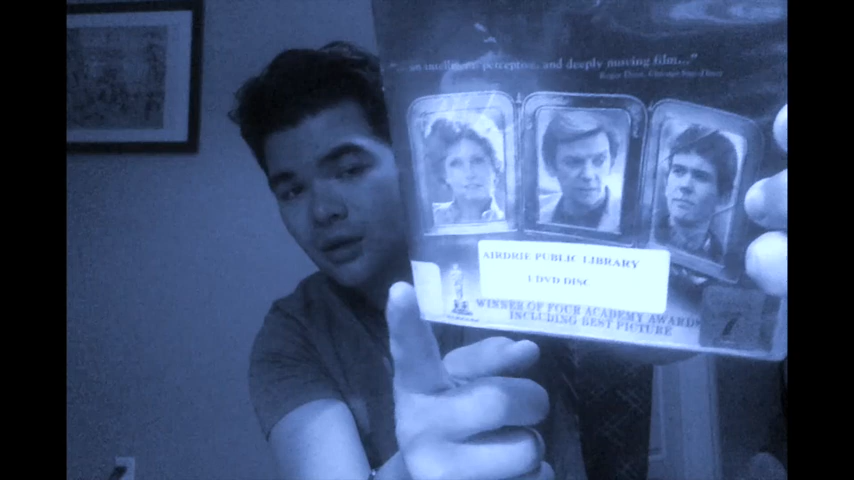 "... an intelligent, perceptive, and deeply moving film..."
Roger Ebert, Chicago Sun-Times
AIRDRIE PUBLIC LIBRARY
1 DVD DISC
WINNER OF FOUR ACADEMY AWARDS
INCLUDING BEST PICTURE